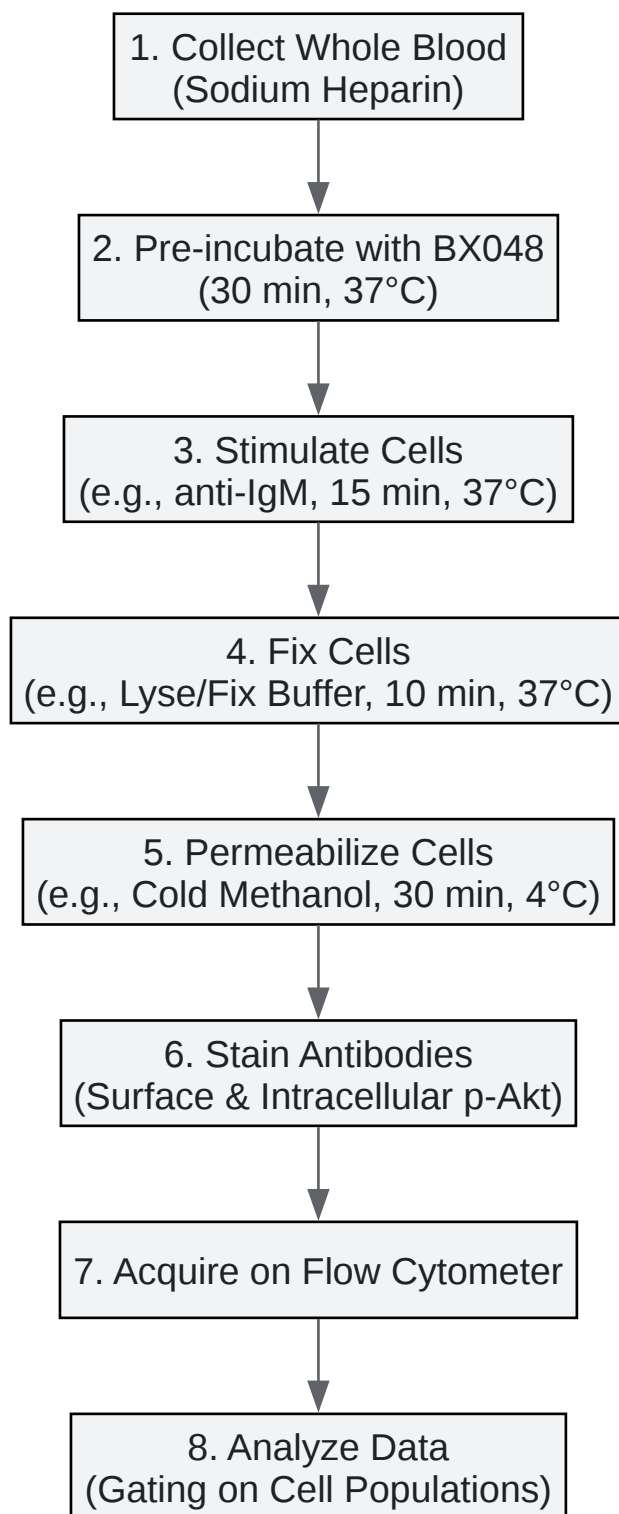 1. Collect Whole Blood
(Sodium Heparin)
2. Pre-incubate with BX048
(30 min, 37°C)
3. Stimulate Cells
(e.g., anti-IgM, 15 min, 37°C)
4. Fix Cells
(e.g., Lyse/Fix Buffer, 10 min, 37°C)
5. Permeabilize Cells
(e.g., Cold Methanol, 30 min, 4°C)
6. Stain Antibodies
(Surface & Intracellular p-Akt)
7. Acquire on Flow Cytometer
8. Analyze Data
(Gating on Cell Populations)